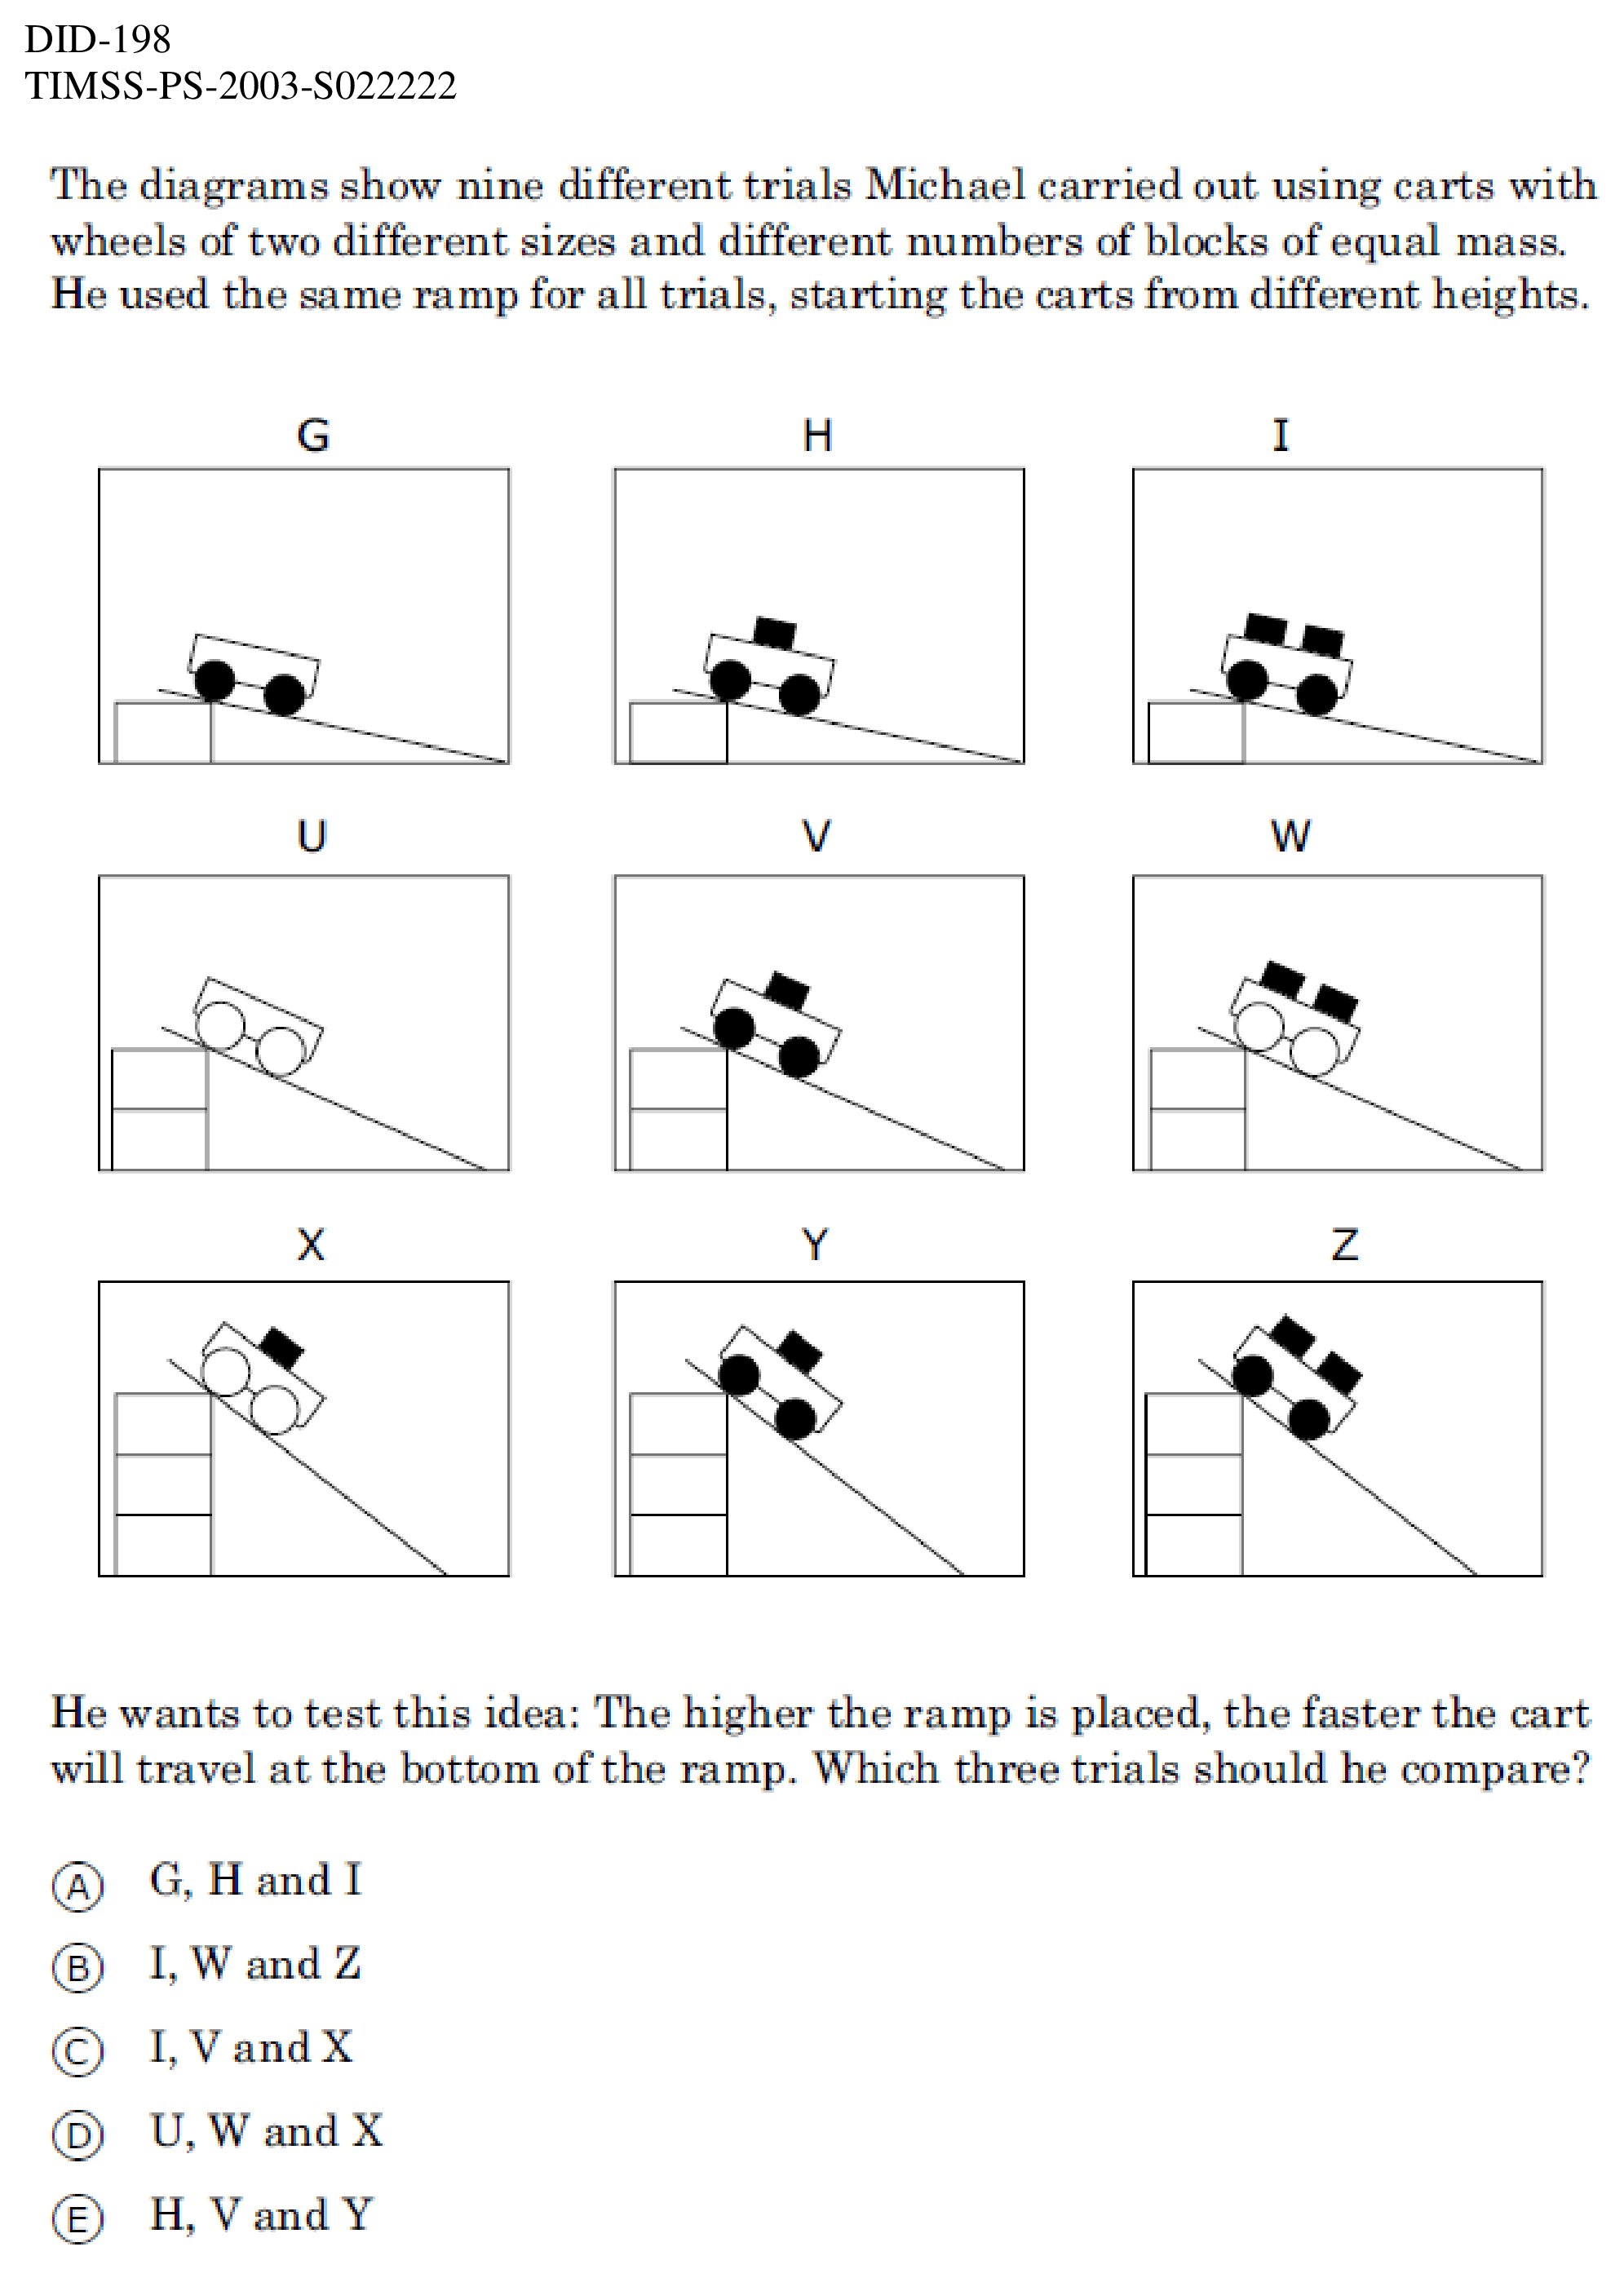 DID-198
TIMSS-PS-2003-S022222
The diagrams show nine different trials Michael carried out using carts with
wheels of two different sizes and different numbers of blocks of equal mass.
He used the same ramp for all trials, starting the carts from different heights.
G H I
U V W
X Y Z
He wants to test this idea: The higher the ramp is placed, the faster the cart
will travel at the bottom of the ramp. Which three trials should he compare?
A G, H and I
B I, W and Z
C I, V and X
D U, W and X
E H, V and Y